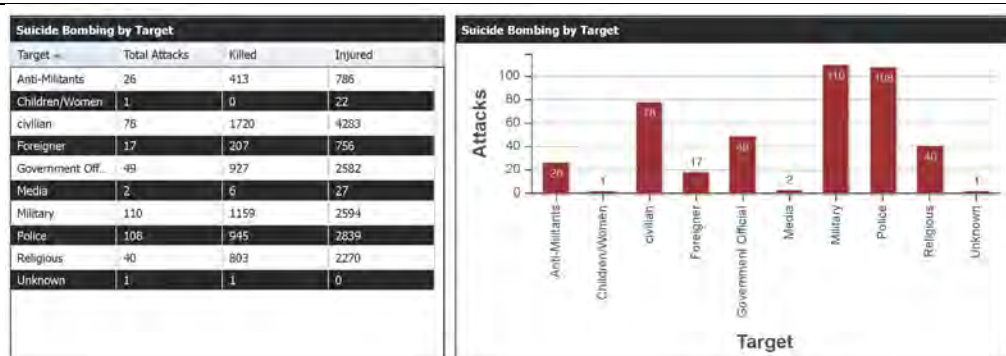 Suicide Bombing by Target
Target Total Attacks Killed Injured
Anti-Militants 26 413 786
Children/Women 1 0 22
civilian 78 1720 4283
Foreigner 17 207 756
Government Off.. 49 927 2582
Media 2 6 27
Military 110 1159 2594
Police 108 945 2839
Religious 40 803 2270
Unknown 1 1 0
Suicide Bombing by Target
Attacks
100
80
60
40
20
0
26
1
78
17
49
2
110
108
40
1
Anti-Militants
Children/Women
civilian
Foreigner
Government Official
Media
Military
Police
Religious
Unknown
Target